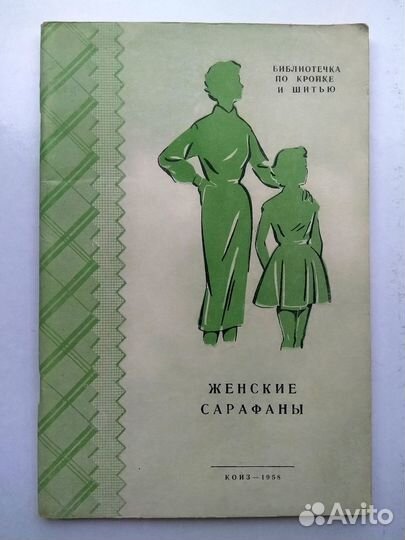 БИБЛИОТЕЧКА
ПО КРОЙКЕ
И ШИТЬЮ
ЖЕНСКИЕ
САРАФАНЫ
КОИЗ—1958
Avito